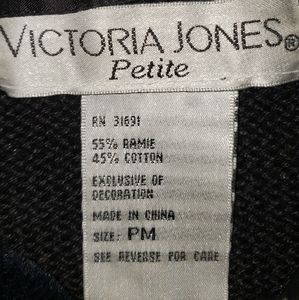 VICTORIA JONES®
Petite
RN 31691
55% RAMIE
45% COTTON
EXCLUSIVE OF
DECORATION
MADE IN CHINA
SIZE: PM
SEE REVERSE FOR CARE